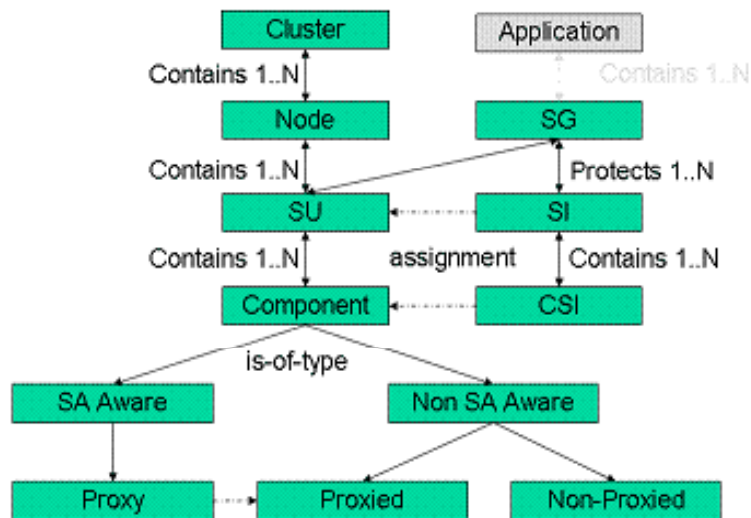 Cluster
Application
Contains 1..N
Contains 1..N
Node
SG
Contains 1..N
Protects 1..N
SU
SI
Contains 1..N
assignment
Contains 1..N
Component
CSI
is-of-type
SA Aware
Non SA Aware
Proxy
Proxied
Non-Proxied